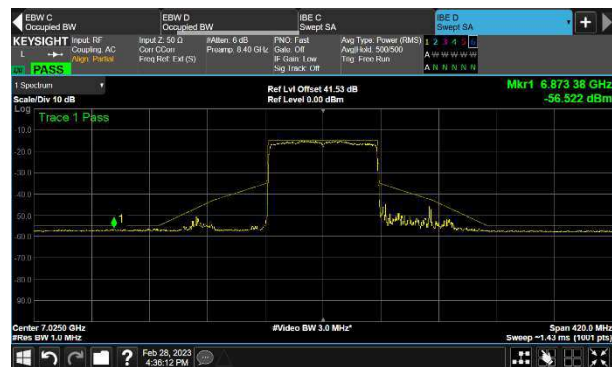 EBW C
Occupied BW
EBW D
Occupied BW
IBE C
Swept SA
IBE D
Swept SA
KEYSIGHT
L
Input: RF
Coupling: AC
Align: Partial
Input Z: 50 Ω
Corr CCorr
Freq Ref: Ext (S)
#Atten: 6 dB
Preamp: 8.40 GHz
PNO: Fast
Gate: Off
IF Gain: Low
Sig Track: Off
Avg Type: Power (RMS)
Avg|Hold: 500/500
Trig: Free Run
1 2 3 4 5 6
A W W W W W
A N N N N N
PASS
1 Spectrum
Scale/Div 10 dB
Ref Lvl Offset 41.53 dB
Ref Level 0.00 dBm
Mkr1 6.873 38 GHz
-56.522 dBm
Log
Trace 1 Pass
1
-10.0
-20.0
-30.0
-40.0
-50.0
-60.0
-70.0
-80.0
-90.0
Center 7.0250 GHz
#Res BW 1.0 MHz
#Video BW 3.0 MHz*
Span 420.0 MHz
Sweep ~1.43 ms (1001 pts)
?
Feb 28, 2023
4:36:12 PM